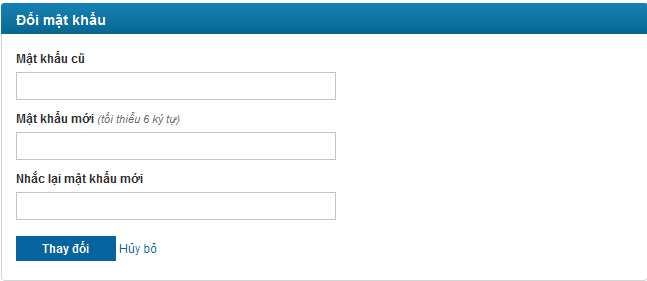 Đổi mật khẩu
Mật khẩu cũ
Mật khẩu mới (tối thiểu 6 ký tự)
Nhắc lại mật khẩu mới
Thay đổi Hủy bỏ